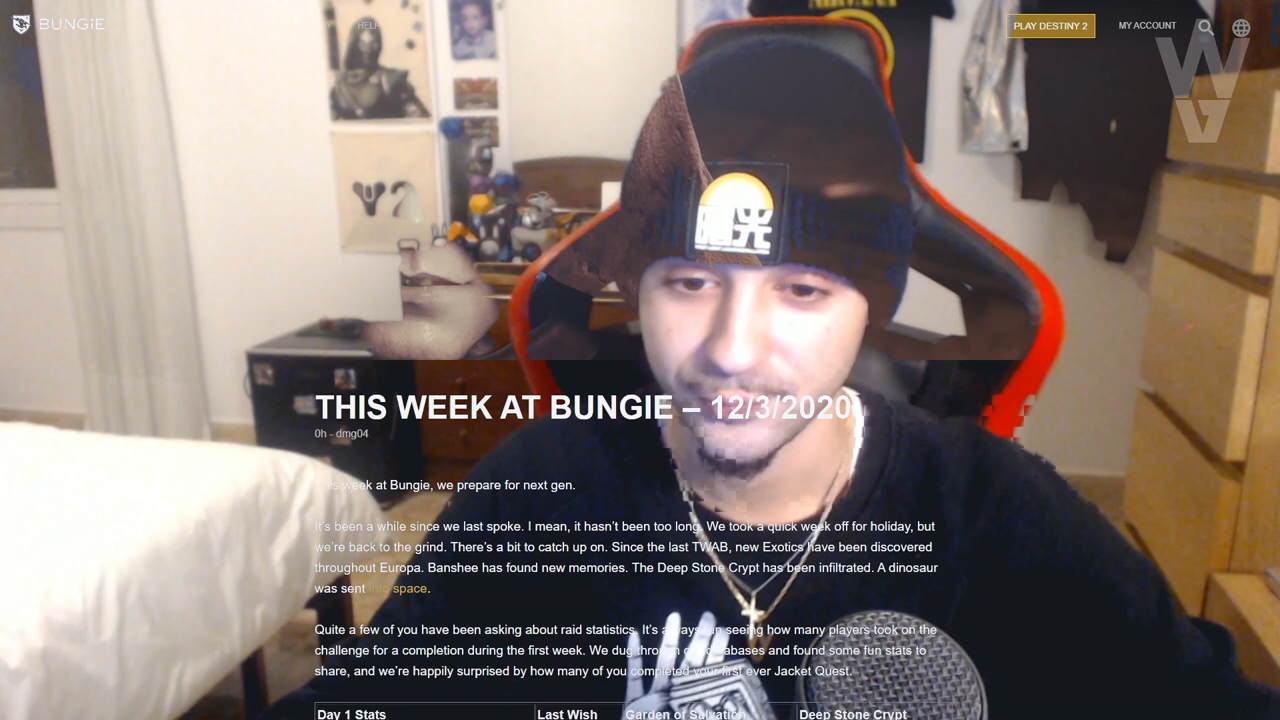 BUNGiE
HELP
PLAY DESTINY 2
MY ACCOUNT
NIRVANA
W
G
曙光
THIS WEEK AT BUNGIE – 12/3/2020
0h - dmg04
This week at Bungie, we prepare for next gen.
It's been a while since we last spoke. I mean, it hasn't been too long. We took a quick week off for holiday, but
we're back to the grind. There's a bit to catch up on. Since the last TWAB, new Exotics have been discovered
throughout Europa. Banshee has found new memories. The Deep Stone Crypt has been infiltrated. A dinosaur
was sent into space.
Quite a few of you have been asking about raid statistics. It's always fun seeing how many players took on the
challenge for a completion during the first week. We dug through our databases and found some fun stats to
share, and we're happily surprised by how many of you completed your first ever Jacket Quest.
Day 1 Stats Last Wish Garden of Salvation Deep Stone Crypt